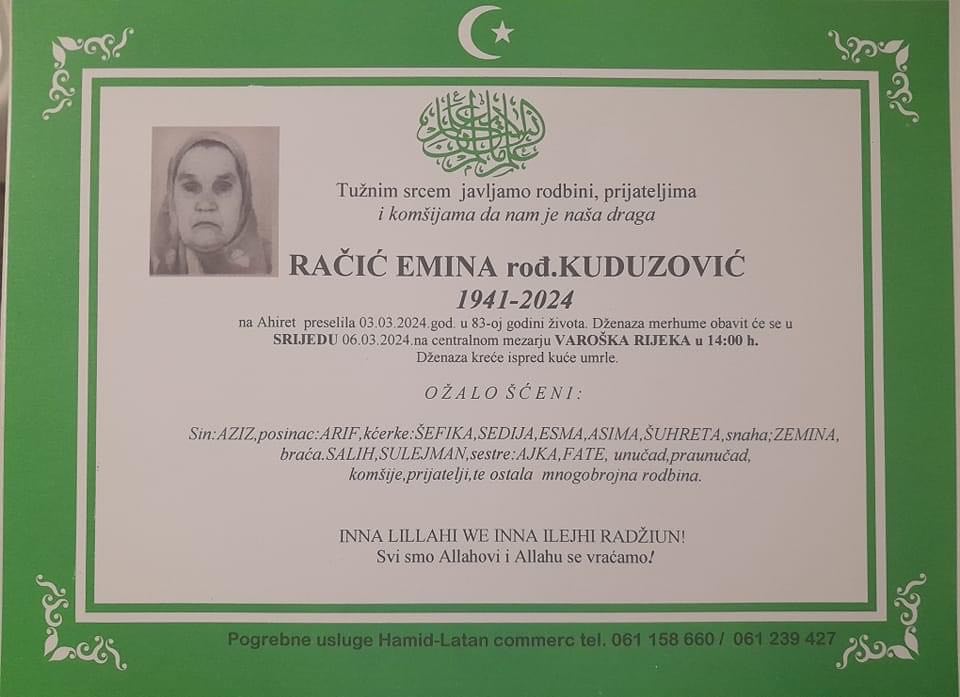 Tužnim srcem javljamo rodbini, prijateljima
i komšijama da nam je naša draga
RAČIĆ EMINA rođ.KUDUZOVIĆ
1941-2024
na Ahiret preselila 03.03.2024.god. u 83-oj godini života. Dženaza merhume obavit će se u
SRIJEDU 06.03.2024.na centralnom mezarju VAROŠKA RIJEKA u 14:00 h.
Dženaza kreće ispred kuće umrle.
OŽALOŠĆENI:
Sin:AZIZ,posinac:ARIF,kćerke:ŠEFIKA,SEDIJA,ESMA,ASIMA,ŠUHRETA,snaha;ZEMINA,
braća.SALIH,SULEJMAN,sestre:AJKA,FATE, unučad,praunučad,
komšije,prijatelji,te ostala mnogobrojna rodbina.
INNA LILLAHI WE INNA ILEJHI RADŽIUN!
Svi smo Allahovi i Allahu se vraćamo!
Pogrebne usluge Hamid-Latan commerc tel. 061 158 660 / 061 239 427